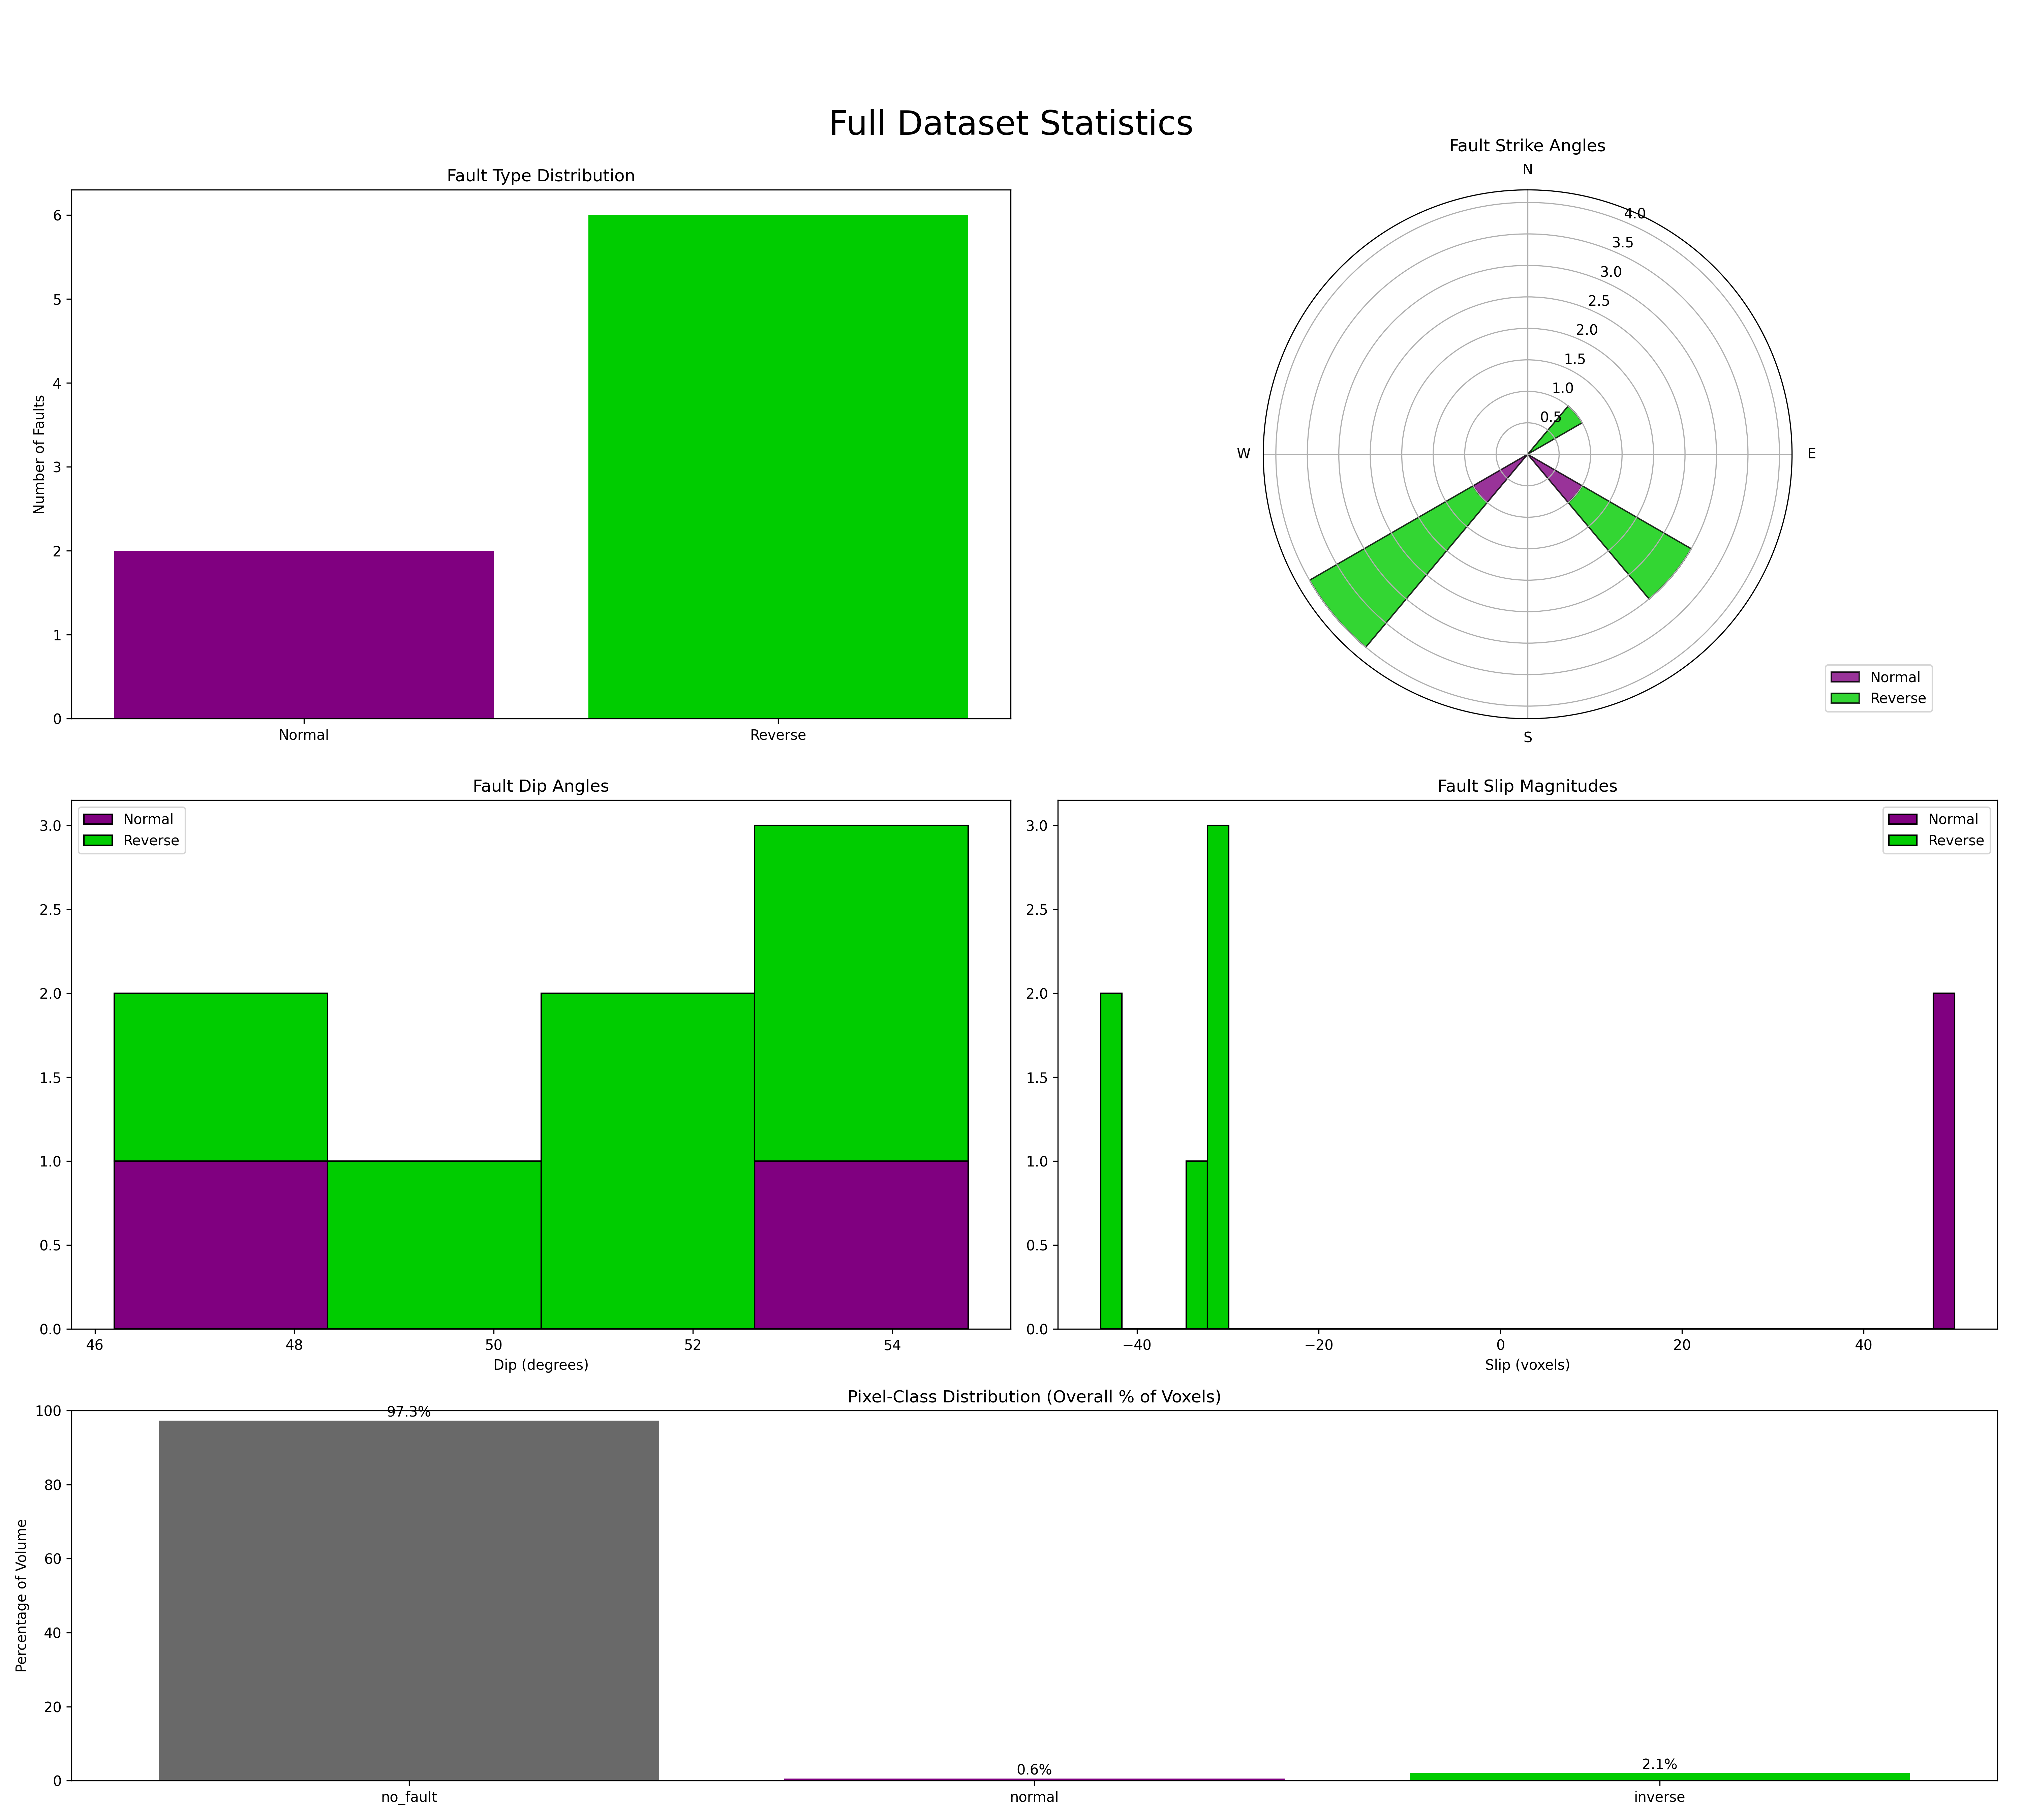 Full Dataset Statistics
Fault Type Distribution
Number of Faults
6
5
4
3
2
1
0
Normal
Reverse
Fault Strike Angles
N
4.0
3.5
3.0
2.5
2.0
1.5
1.0
0.5
W
E
S
Normal
Reverse
Fault Dip Angles
Normal
Reverse
3.0
2.5
2.0
1.5
1.0
0.5
0.0
46
48
50
52
54
Dip (degrees)
Fault Slip Magnitudes
Normal
Reverse
3.0
2.5
2.0
1.5
1.0
0.5
0.0
−40
−20
0
20
40
Slip (voxels)
Pixel-Class Distribution (Overall % of Voxels)
Percentage of Volume
100
80
60
40
20
0
97.3%
0.6%
2.1%
no_fault
normal
inverse